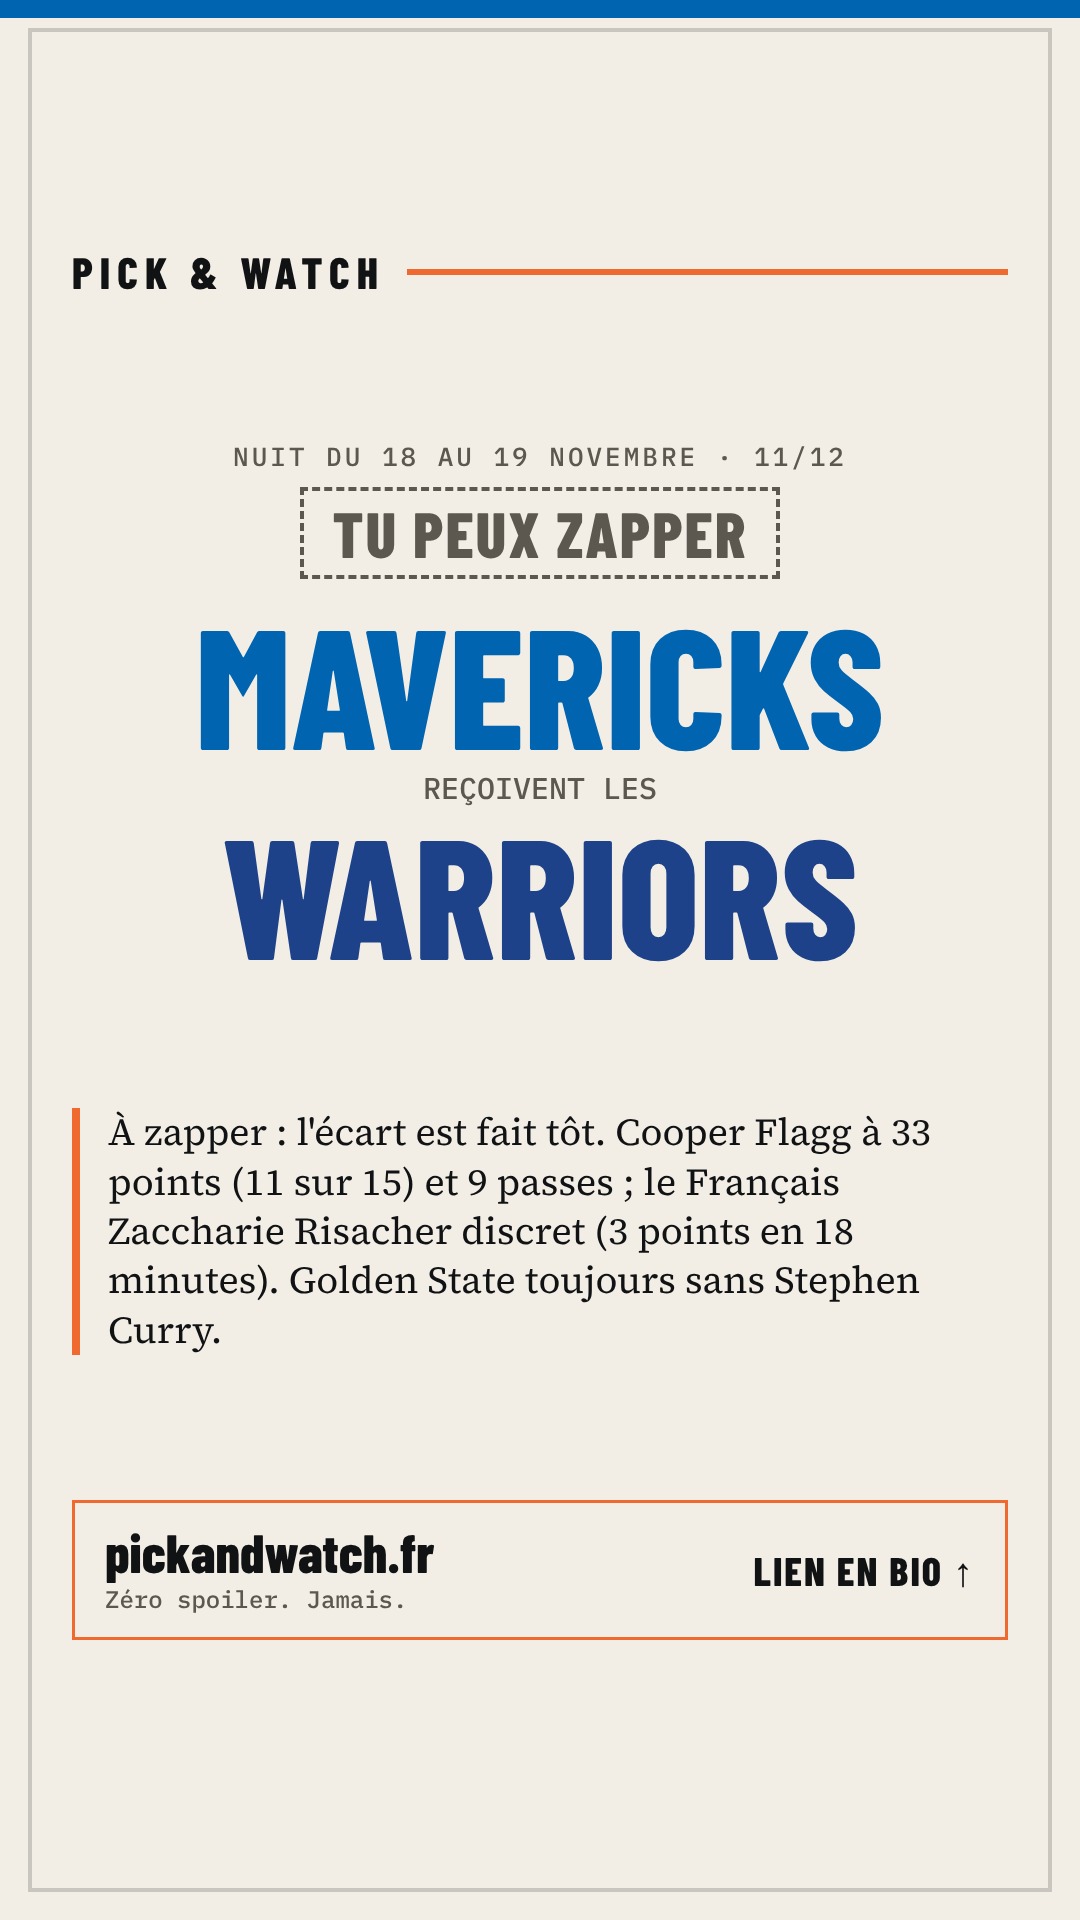 PICK & WATCH
NUIT DU 18 AU 19 NOVEMBRE · 11/12
TU PEUX ZAPPER
MAVERICKS
REÇOIVENT LES
WARRIORS
À zapper : l'écart est fait tôt. Cooper Flagg à 33
points (11 sur 15) et 9 passes ; le Français
Zaccharie Risacher discret (3 points en 18
minutes). Golden State toujours sans Stephen
Curry.
pickandwatch.fr
Zéro spoiler. Jamais.
LIEN EN BIO ↑